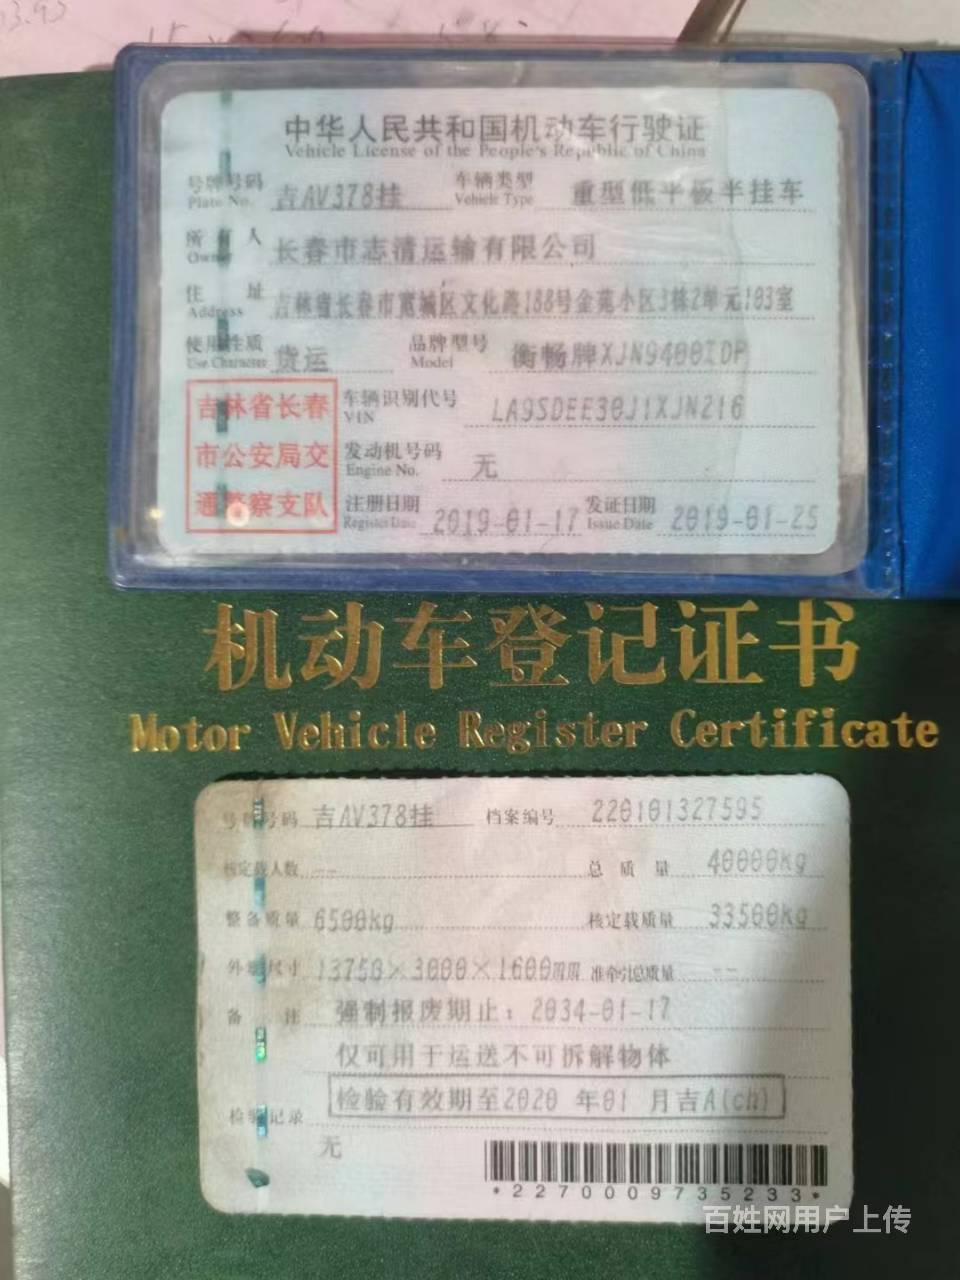 中华人民共和国机动车行驶证
Vehicle License of the People's Republic of China
号牌号码 吉AV378挂 车辆类型 重型低平板半挂车
Plate No. Vehicle Type
所有人 长春市志清运输有限公司
Owner
住址 吉林省长春市宽城区文化路188号金苑小区3栋2单元103室
Address
使用性质 货运 品牌型号 衡畅牌XJN9400TDP
Use Character Model
吉林省长春 车辆识别代号 LA9SDEE30J1XJN216
VIN
市公安局交 发动机号码 无
Engine No.
通警察支队 注册日期 2019-01-17 发证日期 2019-01-25
Register Date Issue Date
机动车登记证书
Motor Vehicle Register Certificate
号牌号码 吉AV378挂 档案编号 220101327595
核定载人数 -- 总质量 40000kg
整备质量 6500kg 核定载质量 33500kg
外廓尺寸 13750×3000×1600mm 准牵引总质量 --
备注 强制报废期止：2034-01-17
仅可用于运送不可拆解物体
检验有效期至2020 年01 月吉A(ch)
检验记录
无
*2270009735233*
百姓网用户上传